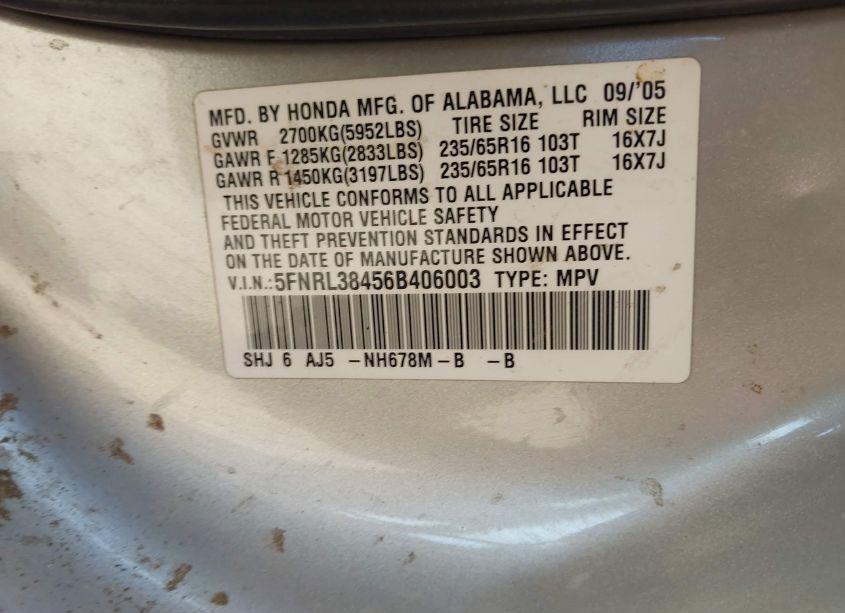 MFD. BY HONDA MFG. OF ALABAMA, LLC 09/'05
GVWR 2700KG(5952LBS) TIRE SIZE RIM SIZE
GAWR F 1285KG(2833LBS) 235/65R16 103T 16X7J
GAWR R 1450KG(3197LBS) 235/65R16 103T 16X7J
THIS VEHICLE CONFORMS TO ALL APPLICABLE
FEDERAL MOTOR VEHICLE SAFETY
AND THEFT PREVENTION STANDARDS IN EFFECT
ON THE DATE OF MANUFACTURE SHOWN ABOVE.
V.I.N.:5FNRL38456B406003 TYPE: MPV
SHJ 6 AJ5 -NH678M-B -B